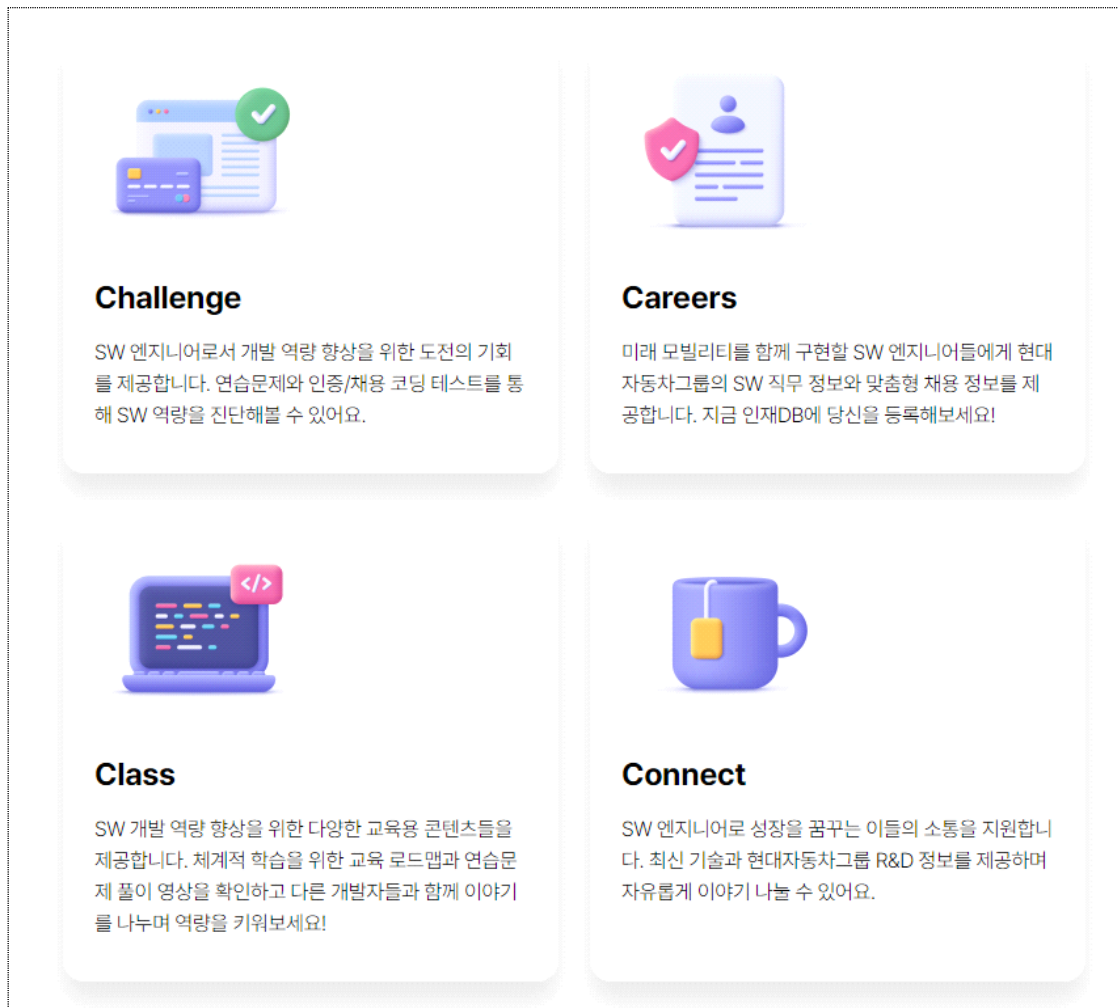 Challenge
SW 엔지니어로서 개발 역량 향상을 위한 도전의 기회
를 제공합니다. 연습문제와 인증/채용 코딩 테스트를 통
해 SW 역량을 진단해볼 수 있어요.
Careers
미래 모빌리티를 함께 구현할 SW 엔지니어들에게 현대
자동차그룹의 SW 직무 정보와 맞춤형 채용 정보를 제
공합니다. 지금 인재DB에 당신을 등록해보세요!
</>
Class
SW 개발 역량 향상을 위한 다양한 교육용 콘텐츠들을
제공합니다. 체계적 학습을 위한 교육 로드맵과 연습문
제 풀이 영상을 확인하고 다른 개발자들과 함께 이야기
를 나누며 역량을 키워보세요!
Connect
SW 엔지니어로 성장을 꿈꾸는 이들의 소통을 지원합니
다. 최신 기술과 현대자동차그룹 R&D 정보를 제공하며
자유롭게 이야기 나눌 수 있어요.